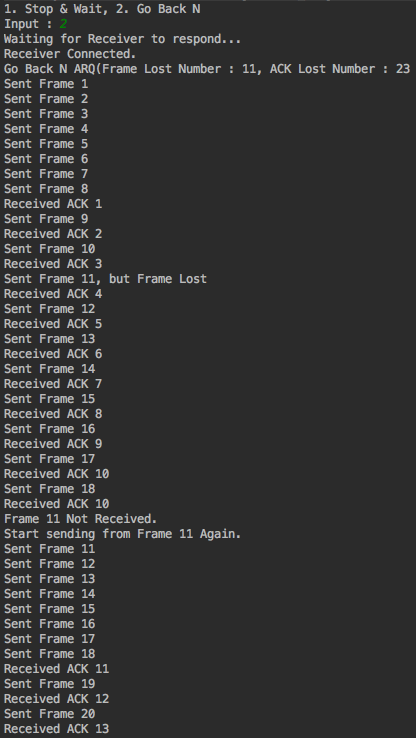 1. Stop & Wait, 2. Go Back N
Input : 2
Waiting for Receiver to respond...
Receiver Connected.
Go Back N ARQ(Frame Lost Number : 11, ACK Lost Number : 23
Sent Frame 1
Sent Frame 2
Sent Frame 3
Sent Frame 4
Sent Frame 5
Sent Frame 6
Sent Frame 7
Sent Frame 8
Received ACK 1
Sent Frame 9
Received ACK 2
Sent Frame 10
Received ACK 3
Sent Frame 11, but Frame Lost
Received ACK 4
Sent Frame 12
Received ACK 5
Sent Frame 13
Received ACK 6
Sent Frame 14
Received ACK 7
Sent Frame 15
Received ACK 8
Sent Frame 16
Received ACK 9
Sent Frame 17
Received ACK 10
Sent Frame 18
Received ACK 10
Frame 11 Not Received.
Start sending from Frame 11 Again.
Sent Frame 11
Sent Frame 12
Sent Frame 13
Sent Frame 14
Sent Frame 15
Sent Frame 16
Sent Frame 17
Sent Frame 18
Received ACK 11
Sent Frame 19
Received ACK 12
Sent Frame 20
Received ACK 13